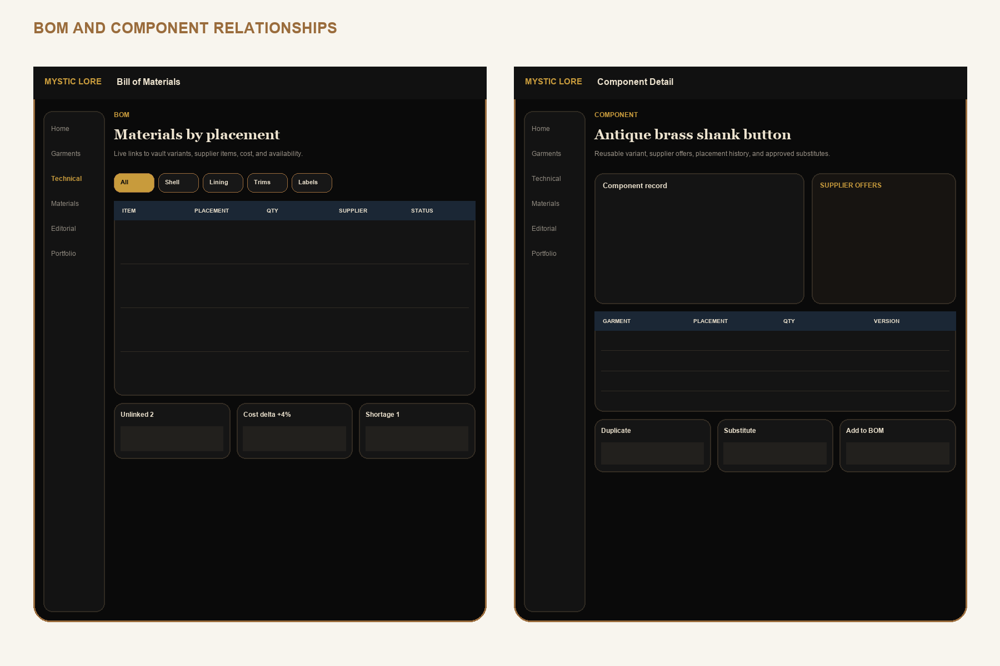 BOM AND COMPONENT RELATIONSHIPS
MYSTIC LORE Bill of Materials
Home
Garments
Technical
Materials
Editorial
Portfolio
BOM
Materials by placement
Live links to vault variants, supplier items, cost, and availability.
All Shell Lining Trims Labels
ITEM PLACEMENT QTY SUPPLIER STATUS
Unlinked 2 Cost delta +4% Shortage 1
MYSTIC LORE Component Detail
Home
Garments
Technical
Materials
Editorial
Portfolio
COMPONENT
Antique brass shank button
Reusable variant, supplier offers, placement history, and approved substitutes.
Component record SUPPLIER OFFERS
GARMENT PLACEMENT QTY VERSION
Duplicate Substitute Add to BOM